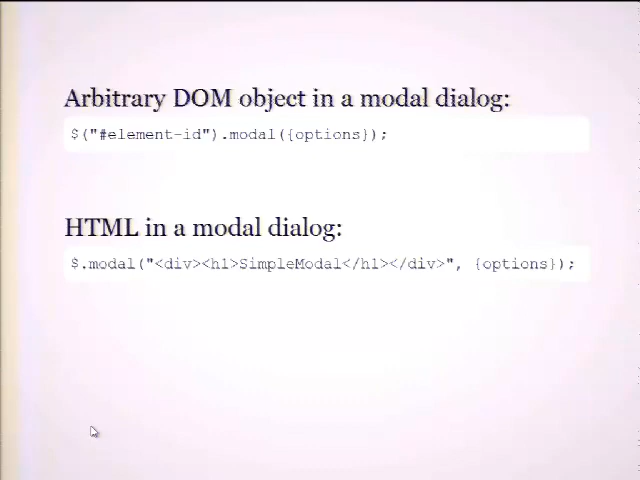 Arbitrary DOM object in a modal dialog:
$("#element-id").modal({options});
HTML in a modal dialog:
$.modal("<div><h1>SimpleModal</h1></div>", {options});